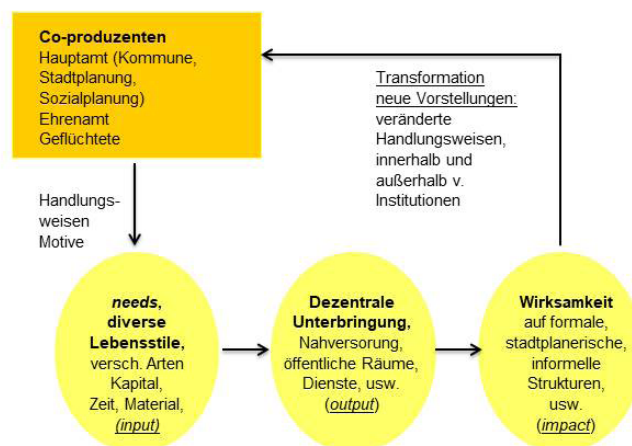 Co-produzenten
Hauptamt (Kommune,
Stadtplanung,
Sozialplanung)
Ehrenamt
Geflüchtete
Transformation
neue Vorstellungen:
veränderte
Handlungsweisen,
innerhalb und
außerhalb v.
Institutionen
Handlungs-
weisen
Motive
needs,
diverse
Lebensstile,
versch. Arten
Kapital,
Zeit, Material,
(input)
Dezentrale
Unterbringung,
Nahversorung,
öffentliche Räume,
Dienste, usw.
(output)
Wirksamkeit
auf formale,
stadtplanerische,
informelle
Strukturen,
usw.
(impact)